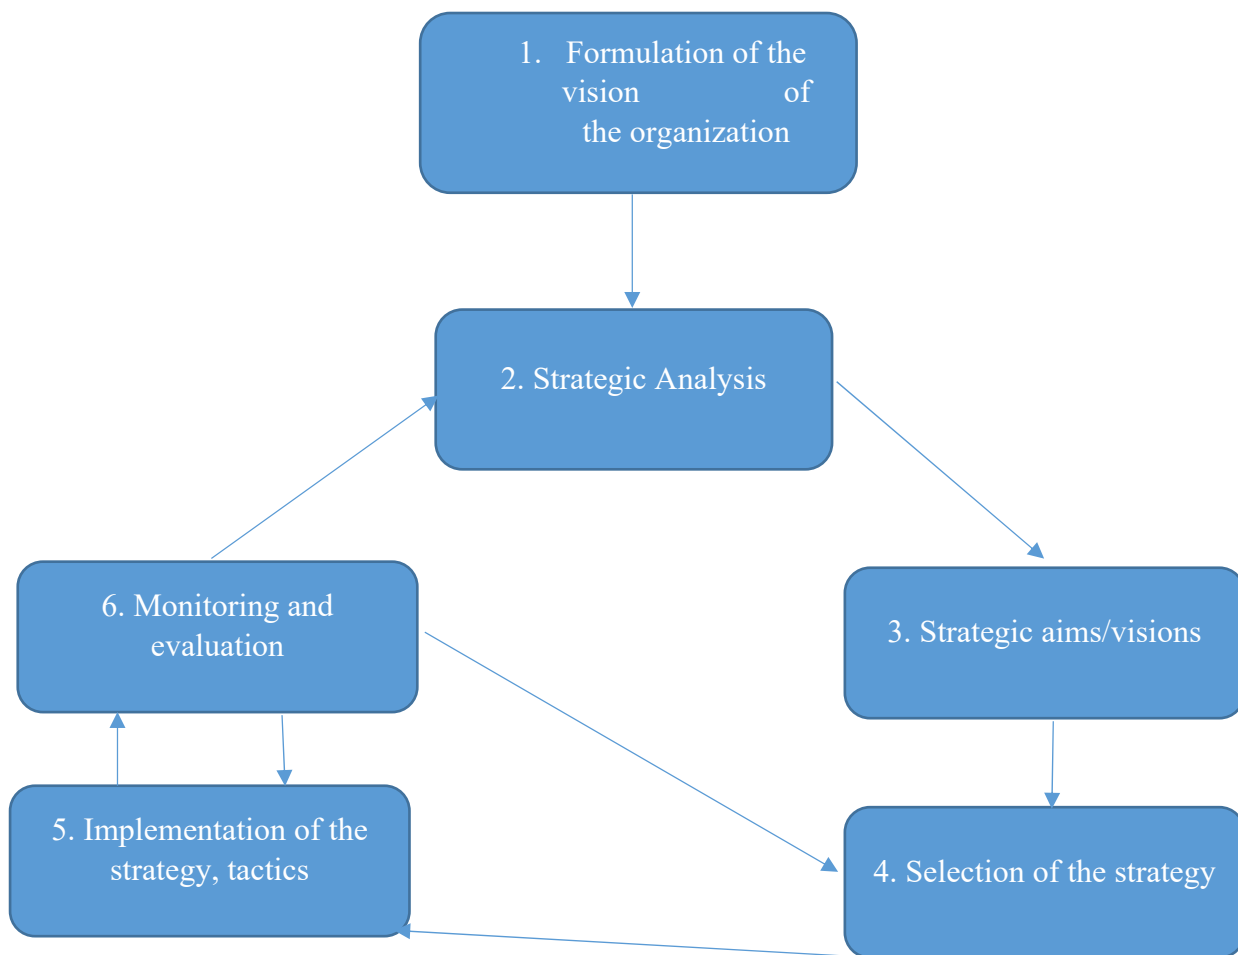 1. Formulation of the
vision of
the organization
2. Strategic Analysis
6. Monitoring and
evaluation
3. Strategic aims/visions
5. Implementation of the
strategy, tactics
4. Selection of the strategy